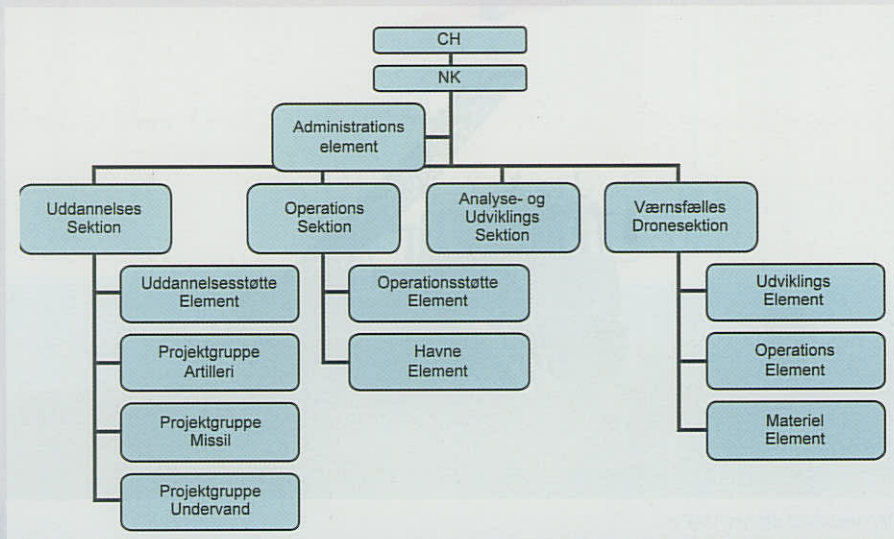 CH
NK
Administrations
element
Uddannelses
Sektion
Operations
Sektion
Analyse- og
Udviklings
Sektion
Værnsfælles
Dronesektion
Uddannelsesstøtte
Element
Projektgruppe
Artilleri
Projektgruppe
Missil
Projektgruppe
Undervand
Operationsstøtte
Element
Havne
Element
Udviklings
Element
Operations
Element
Materiel
Element